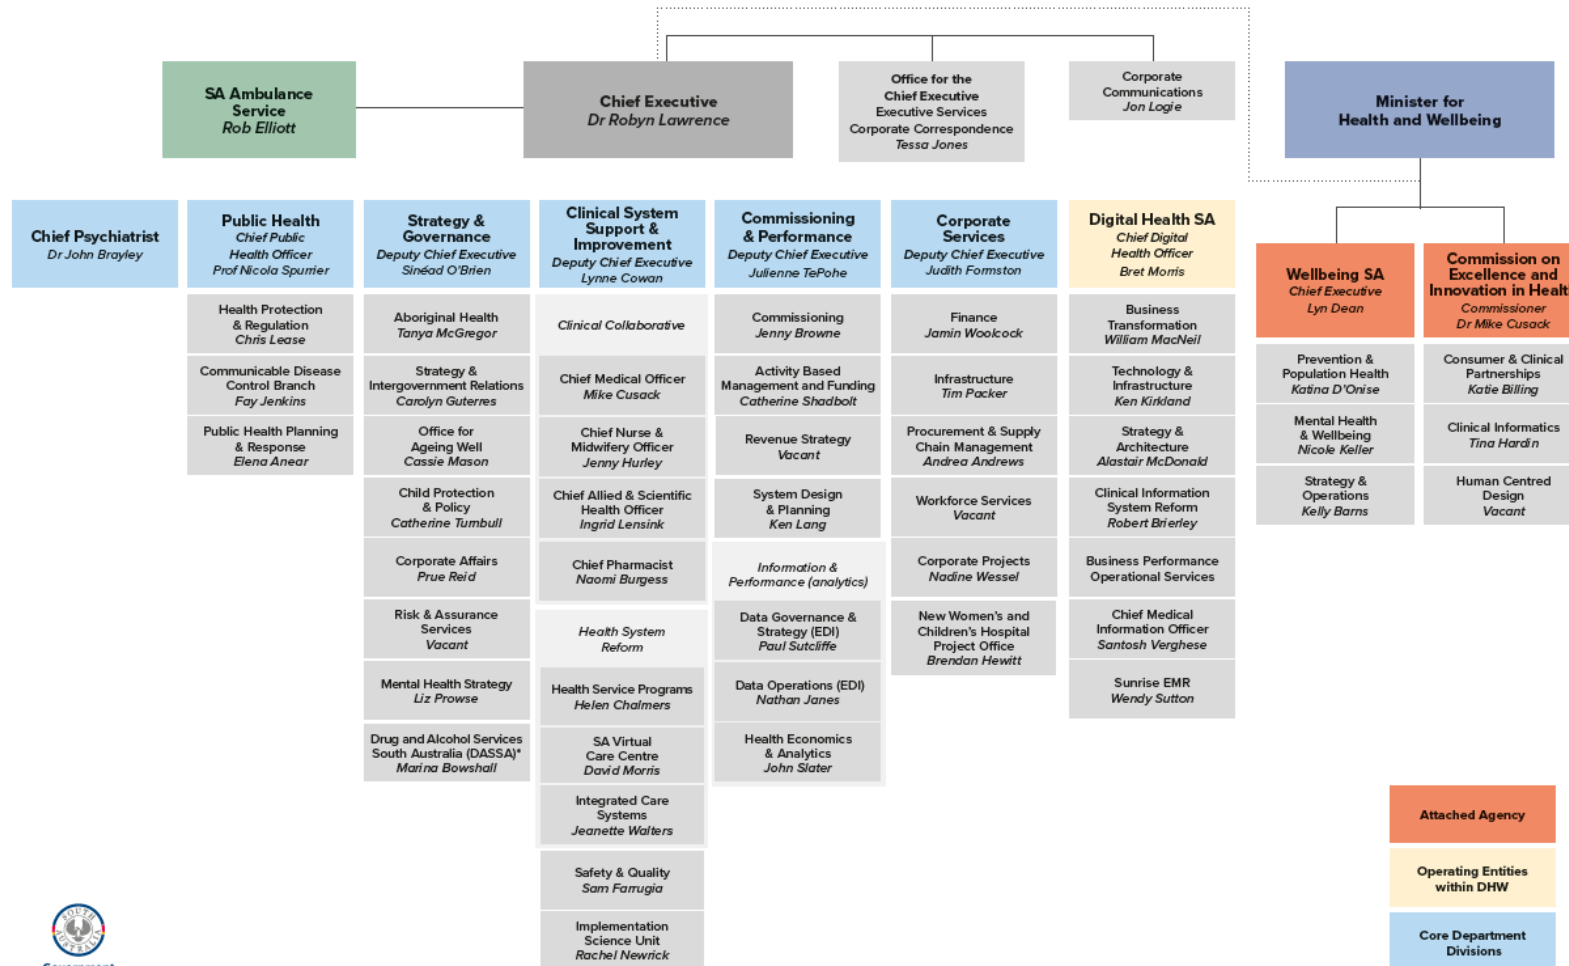 SA Ambulance
Service
Rob Elliott
Chief Executive
Dr Robyn Lawrence
Office for the
Chief Executive
Executive Services
Corporate Correspondence
Tessa Jones
Corporate
Communications
Jon Logie
Minister for
Health and Wellbeing
Chief Psychiatrist
Dr John Brayley
Public Health
Chief Public
Health Officer
Prof Nicola Spurrier
Health Protection
& Regulation
Chris Lease
Communicable Disease
Control Branch
Fay Jenkins
Public Health Planning
& Response
Elena Anear
Strategy &
Governance
Deputy Chief Executive
Sinéad O'Brien
Aboriginal Health
Tanya McGregor
Strategy &
Intergovernment Relations
Carolyn Guterres
Office for
Ageing Well
Cassie Mason
Child Protection
& Policy
Catherine Turnbull
Corporate Affairs
Prue Reid
Risk & Assurance
Services
Vacant
Mental Health Strategy
Liz Prowse
Drug and Alcohol Services
South Australia (DASSA)*
Marina Bowshall
Clinical System
Support &
Improvement
Deputy Chief Executive
Lynne Cowan
Clinical Collaborative
Chief Medical Officer
Mike Cusack
Chief Nurse &
Midwifery Officer
Jenny Hurley
Chief Allied & Scientific
Health Officer
Ingrid Lensink
Chief Pharmacist
Naomi Burgess
Health System
Reform
Health Service Programs
Helen Chalmers
SA Virtual
Care Centre
David Morris
Integrated Care
Systems
Jeanette Walters
Safety & Quality
Sam Farrugia
Implementation
Science Unit
Rachel Newrick
Commissioning
& Performance
Deputy Chief Executive
Julienne TePohe
Commissioning
Jenny Browne
Activity Based
Management and Funding
Catherine Shadbolt
Revenue Strategy
Vacant
System Design
& Planning
Ken Lang
Information &
Performance (analytics)
Data Governance &
Strategy (EDI)
Paul Sutcliffe
Data Operations (EDI)
Nathan Janes
Health Economics
& Analytics
John Slater
Corporate
Services
Deputy Chief Executive
Judith Formston
Finance
Jamin Woolcock
Infrastructure
Tim Packer
Procurement & Supply
Chain Management
Andrea Andrews
Workforce Services
Vacant
Corporate Projects
Nadine Wessel
New Women's and
Children's Hospital
Project Office
Brendan Hewitt
Digital Health SA
Chief Digital
Health Officer
Bret Morris
Business
Transformation
William MacNeil
Technology &
Infrastructure
Ken Kirkland
Strategy &
Architecture
Alastair McDonald
Clinical Information
System Reform
Robert Brierley
Business Performance
Operational Services
Chief Medical
Information Officer
Santosh Verghese
Sunrise EMR
Wendy Sutton
Wellbeing SA
Chief Executive
Lyn Dean
Prevention &
Population Health
Katina D'Onise
Mental Health
& Wellbeing
Nicole Keller
Strategy &
Operations
Kelly Barns
Commission on
Excellence and
Innovation in Healt
Commissioner
Dr Mike Cusack
Consumer & Clinical
Partnerships
Katie Billing
Clinical Informatics
Tina Hardin
Human Centred
Design
Vacant
Attached Agency
Operating Entities
within DHW
Core Department
Divisions
SOUTH
AUSTRALIA